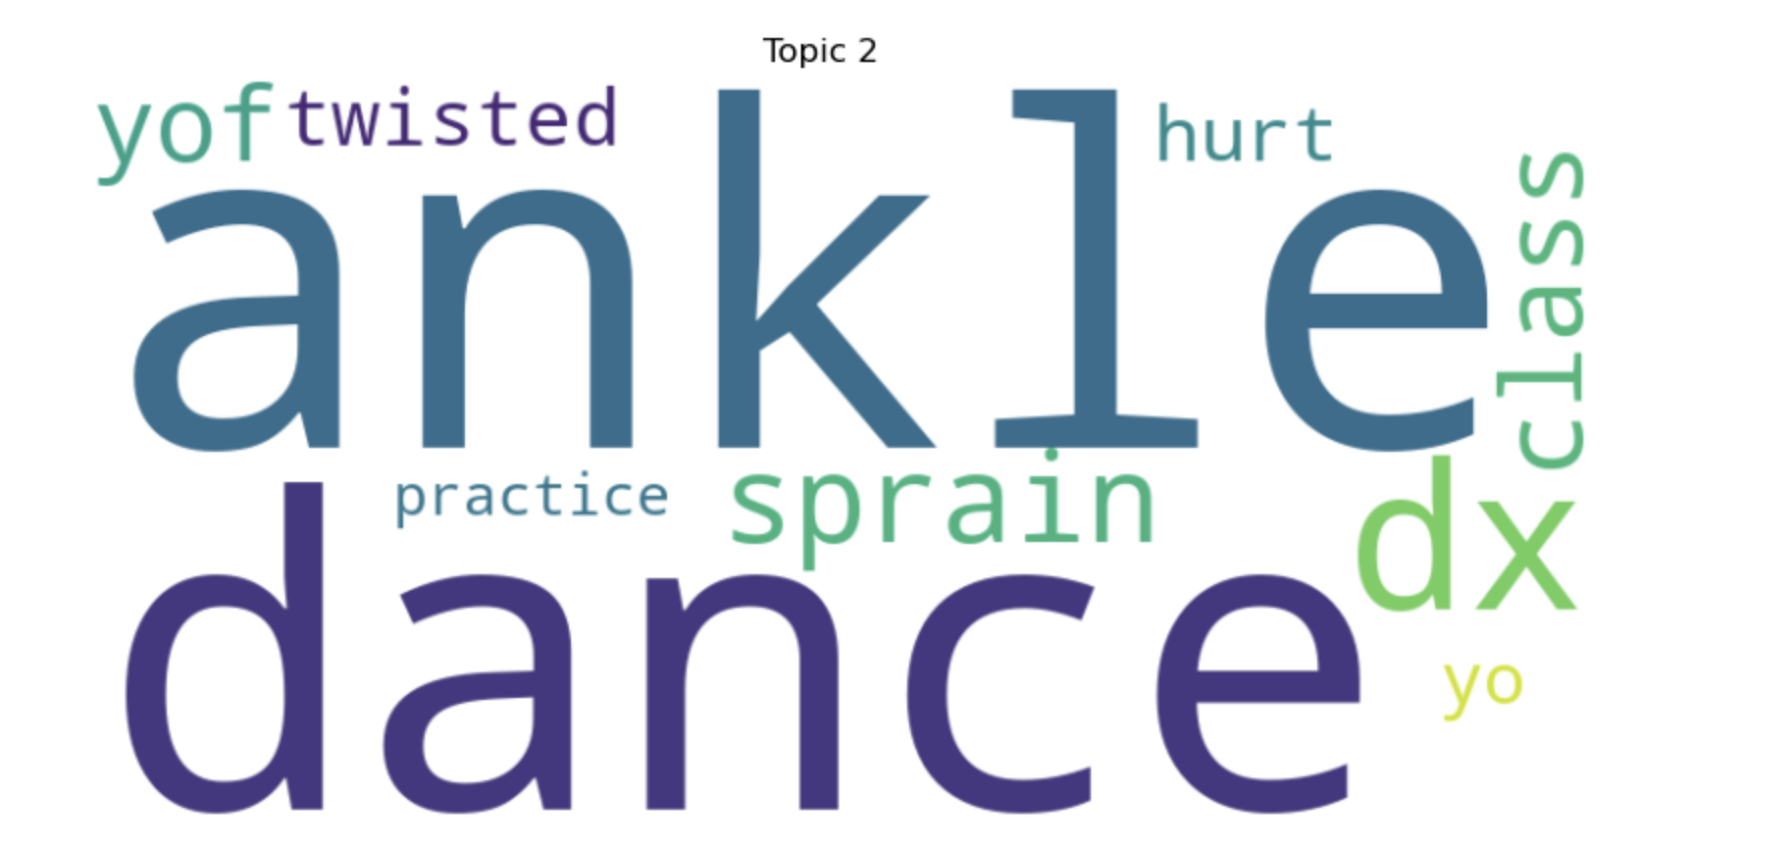 Topic 2
yof
twisted
hurt
ankle
class
practice
sprain
dx
dance
yo